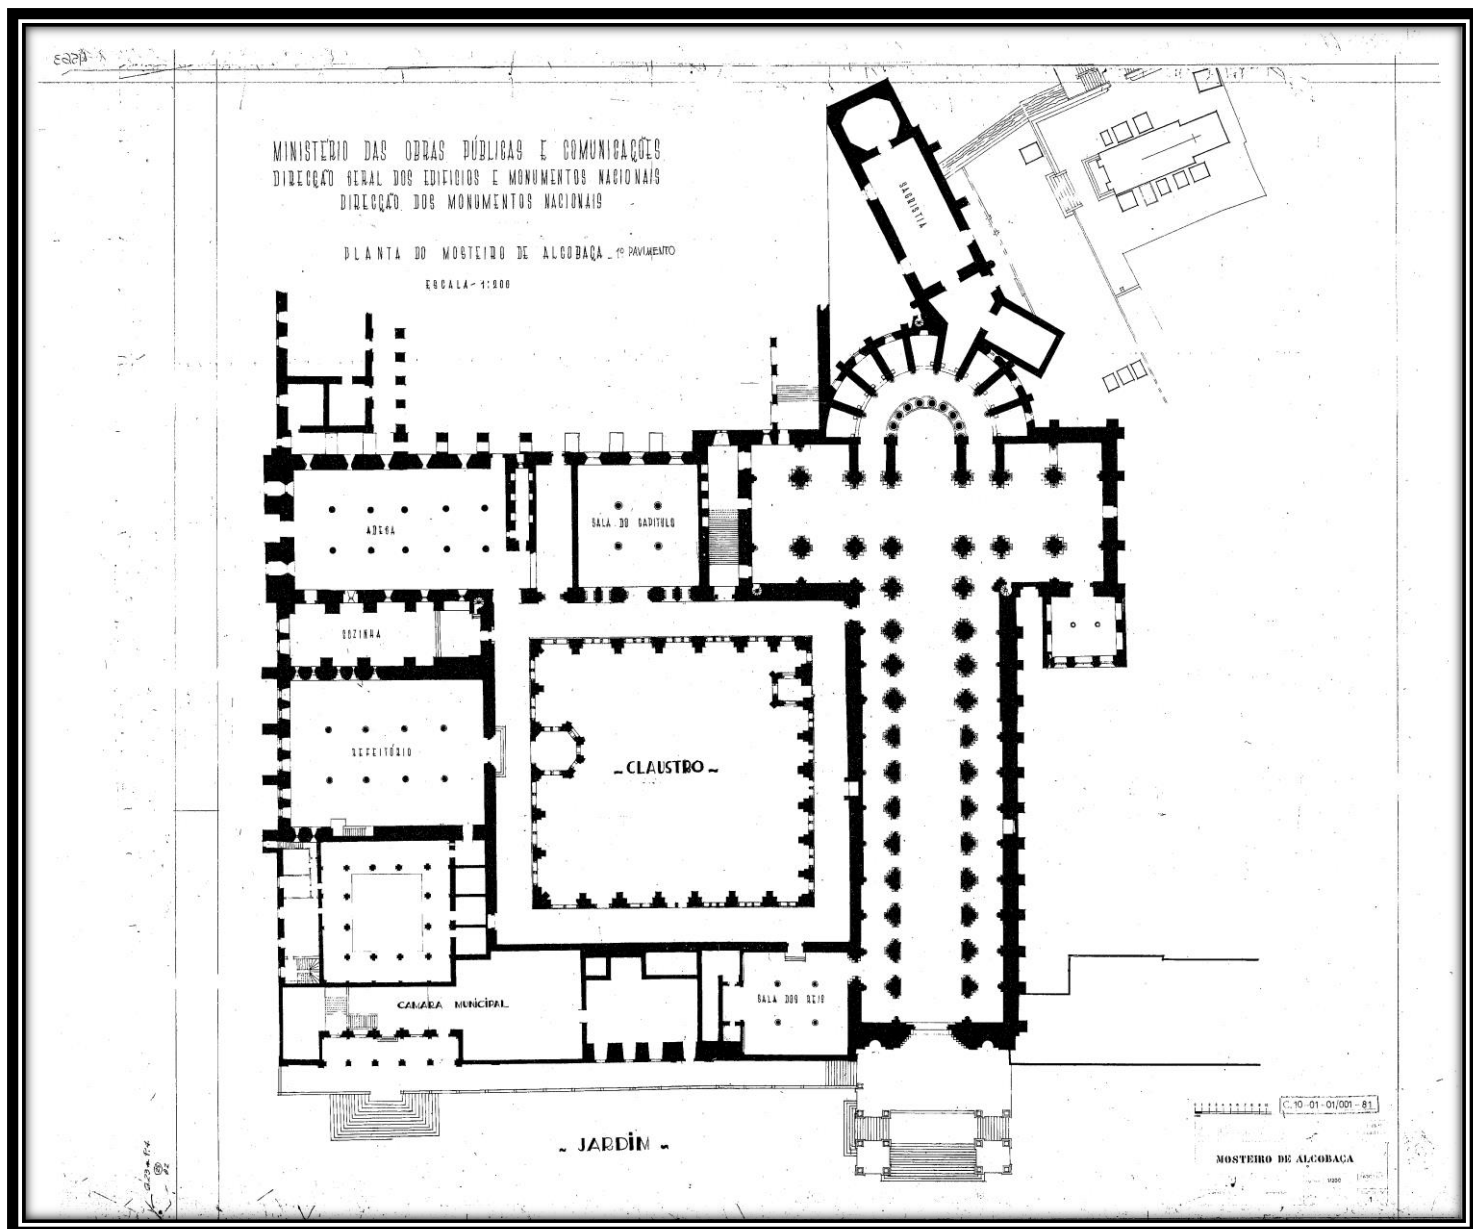 MINISTÉRIO DAS OBRAS PÚBLICAS E COMUNICAÇÕES
DIRECÇÃO GERAL DOS EDIFICIOS E MONUMENTOS NACIONAIS
DIRECÇÃO DOS MONUMENTOS NACIONAIS
PLANTA DO MOSTEIRO DE ALCOBAÇA - 1º PAVIMENTO
ESCALA - 1:200
SACRISTIA
ADEGA
SALA DO CAPITULO
COZINHA
REFEITÓRIO
~ CLAUSTRO ~
CAMARA MUNICIPAL
SALA DOS REIS
~ JARDIM ~
C.10-01-01/001-81
MOSTEIRO DE ALCOBAÇA